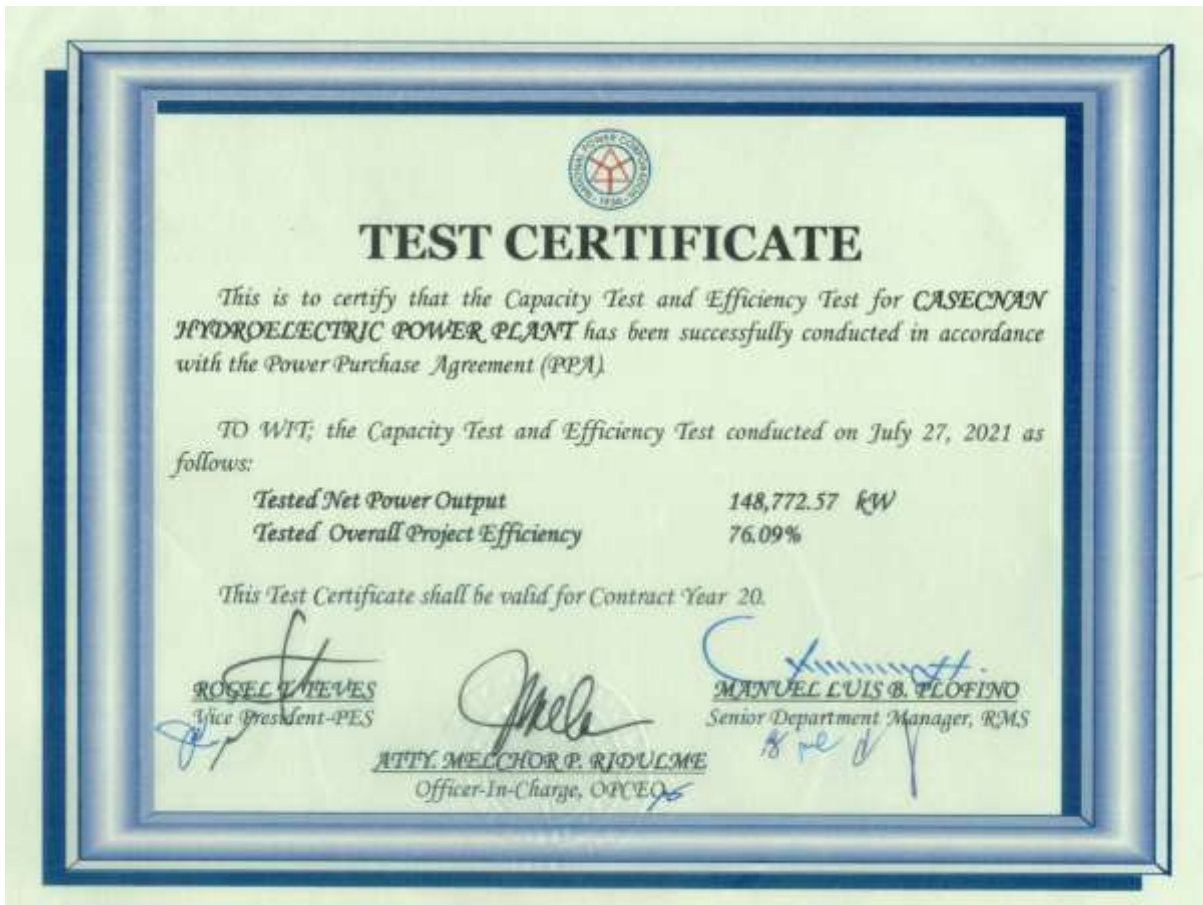 NATIONAL POWER CORPORATION
1936
TEST CERTIFICATE
This is to certify that the Capacity Test and Efficiency Test for CASECNAN
HYDROELECTRIC POWER PLANT has been successfully conducted in accordance
with the Power Purchase Agreement (PPA).
TO WIT; the Capacity Test and Efficiency Test conducted on July 27, 2021 as
follows:
Tested Net Power Output 148,772.57 kW
Tested Overall Project Efficiency 76.09%
This Test Certificate shall be valid for Contract Year 20.
ROGEL T. TEVES
Vice President-PES
MANUEL LUIS B. PLOFINO
Senior Department Manager, RMS
ATTY. MELCHOR P. RIDULME
Officer-In-Charge, OPCEO